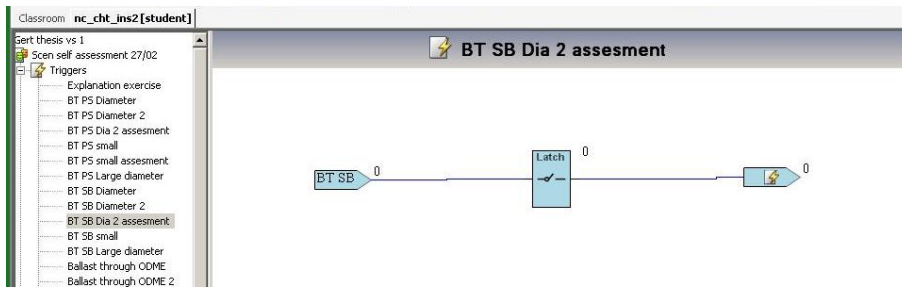 Classroom nc_cht_ins2[student]
Gert thesis vs 1
Scen self assessment 27/02
Triggers
Explanation exercise
BT PS Diameter
BT PS Diameter 2
BT PS Dia 2 assesment
BT PS small
BT PS small assesment
BT PS Large diameter
BT SB Diameter
BT SB Diameter 2
BT SB Dia 2 assesment
BT SB small
BT SB Large diameter
Ballast through ODME
Ballast through ODME 2
BT SB Dia 2 assesment
BT SB 0
Latch 0
0